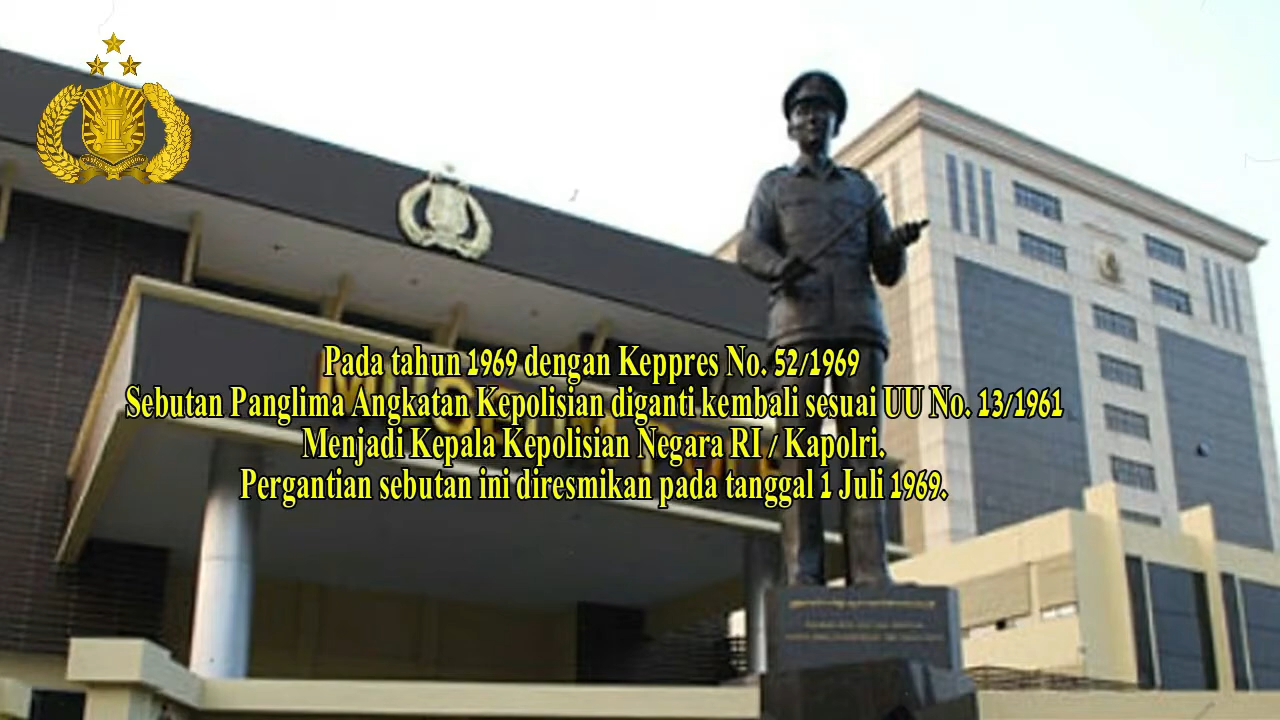 Pada tahun 1969 dengan Keppres No. 52/1969
Sebutan Panglima Angkatan Kepolisian diganti kembali sesuai UU No. 13/1961
Menjadi Kepala Kepolisian Negara RI / Kapolri.
Pergantian sebutan ini diresmikan pada tanggal 1 Juli 1969.